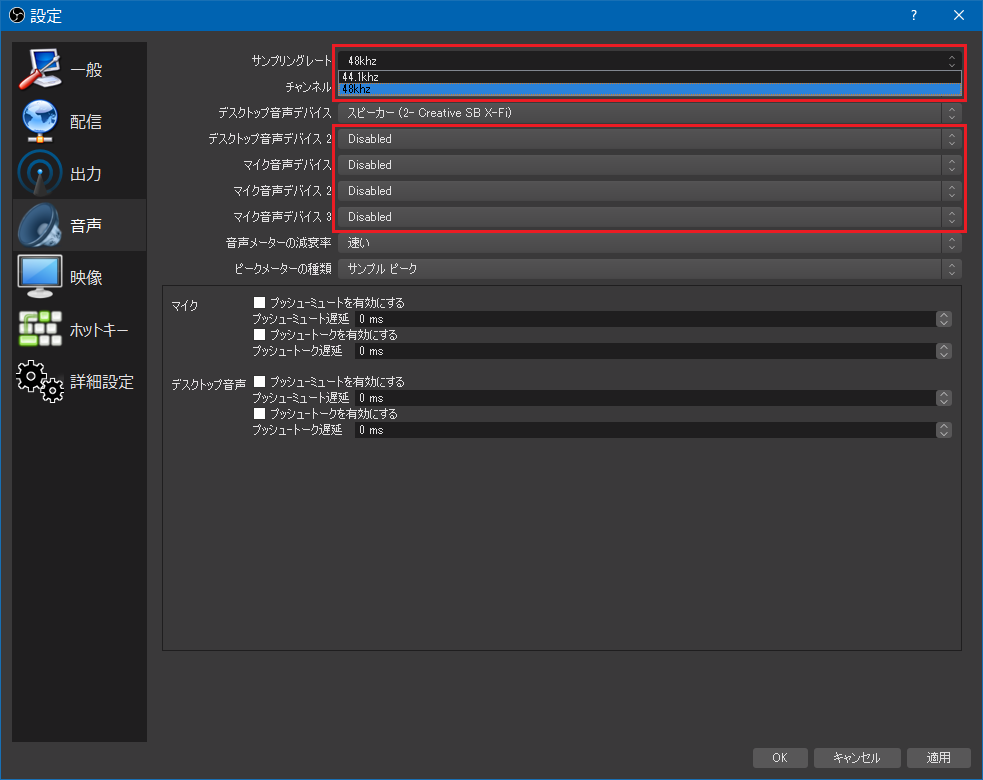 設定
?
一般
配信
出力
音声
映像
ホットキー
詳細設定
サンプリングレート 48khz
44.1khz
チャンネル 48khz
デスクトップ音声デバイス スピーカー (2- Creative SB X-Fi)
デスクトップ音声デバイス 2 Disabled
マイク音声デバイス Disabled
マイク音声デバイス 2 Disabled
マイク音声デバイス 3 Disabled
音声メーターの減衰率 速い
ピークメーターの種類 サンプル ピーク
マイク プッシュ-ミュートを有効にする
プッシュ-ミュート遅延 0 ms
プッシュ-トークを有効にする
プッシュ-トーク遅延 0 ms
デスクトップ音声 プッシュ-ミュートを有効にする
プッシュ-ミュート遅延 0 ms
プッシュ-トークを有効にする
プッシュ-トーク遅延 0 ms
OK キャンセル 適用